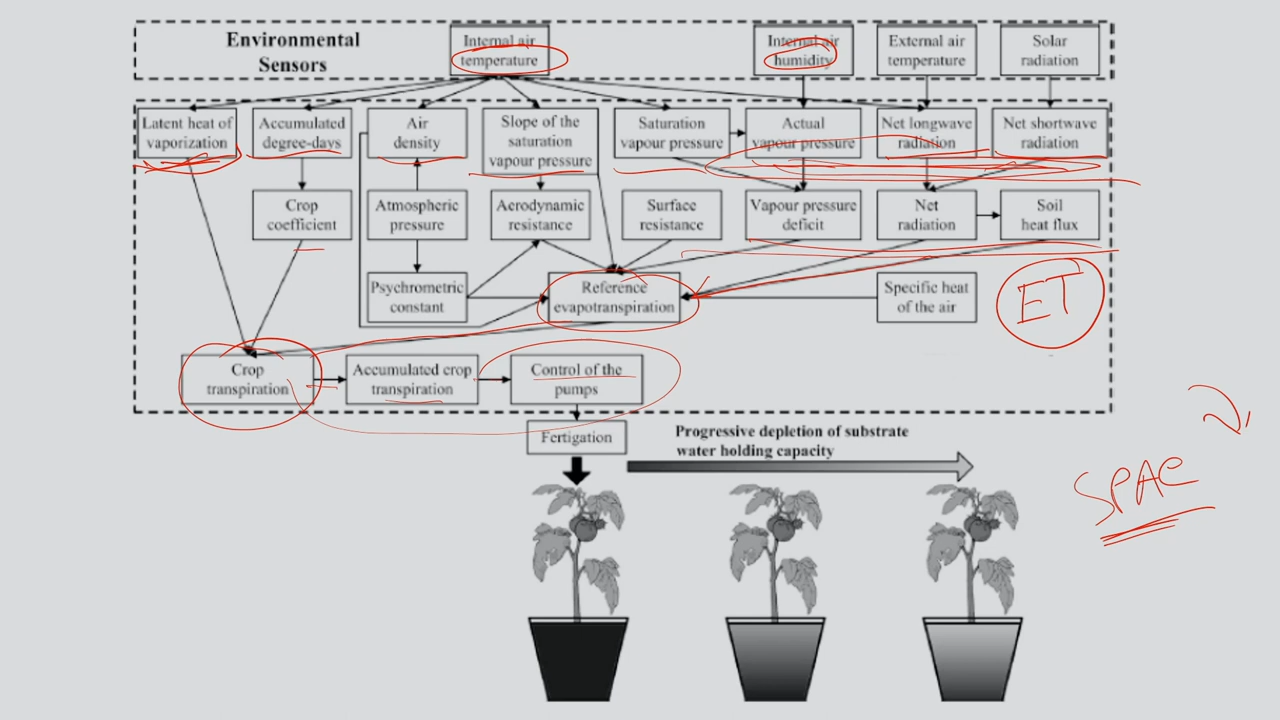 Environmental
Sensors
Internal air
temperature
Internal air
humidity
External air
temperature
Solar
radiation
Latent heat of
vaporization
Accumulated
degree-days
Air
density
Slope of the
saturation
vapour pressure
Saturation
vapour pressure
Actual
vapour pressure
Net longwave
radiation
Net shortwave
radiation
Crop
coefficient
Atmospheric
pressure
Aerodynamic
resistance
Surface
resistance
Vapour pressure
deficit
Net
radiation
Soil
heat flux
Psychrometric
constant
Reference
evapotranspiration
Specific heat
of the air
ET
Crop
transpiration
Accumulated crop
transpiration
Control of the
pumps
Fertigation
Progressive depletion of substrate
water holding capacity
SPAC